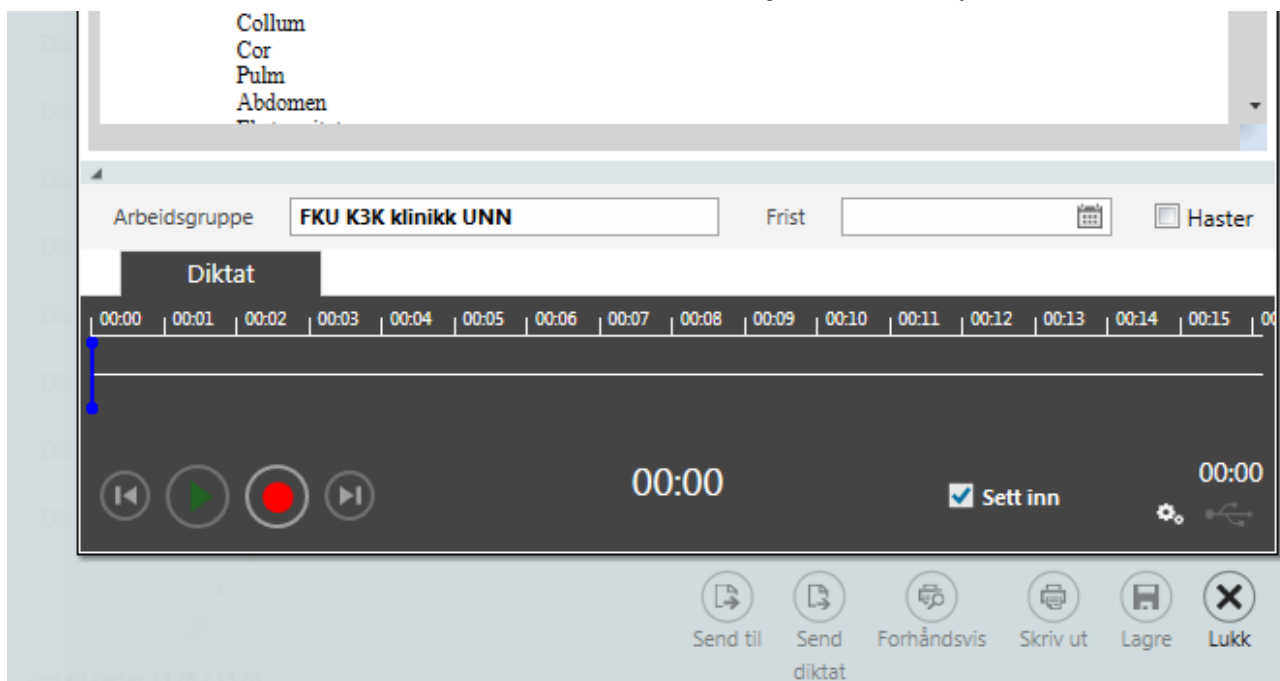 Collum
Cor
Pulm
Abdomen
Arbeidsgruppe FKU K3K klinikk UNN Frist Haster
Diktat
00:00 00:01 00:02 00:03 00:04 00:05 00:06 00:07 00:08 00:09 00:10 00:11 00:12 00:13 00:14 00:15
00:00 Sett inn 00:00
Send til Send diktat Forhåndsvis Skriv ut Lagre Lukk